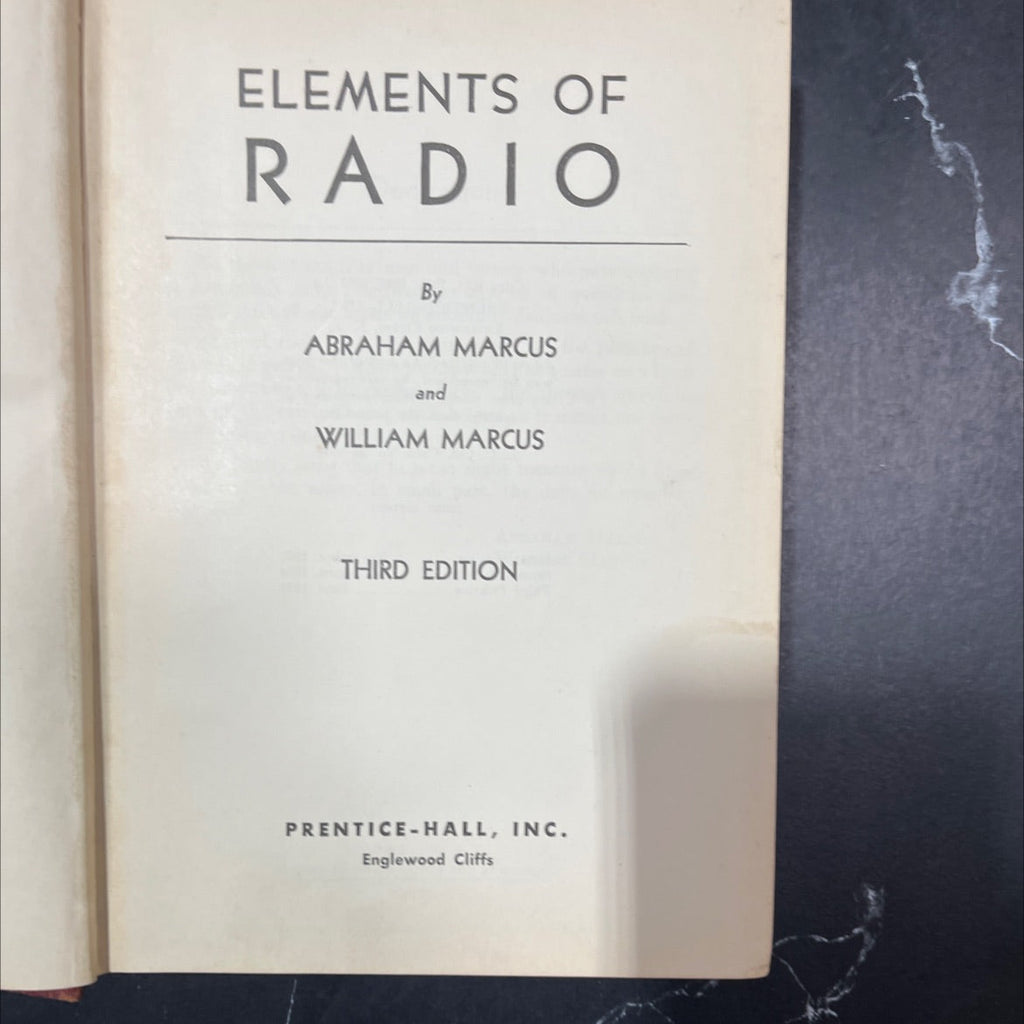 ELEMENTS OF
RADIO
By
ABRAHAM MARCUS
and
WILLIAM MARCUS
THIRD EDITION
PRENTICE-HALL, INC.
Englewood Cliffs